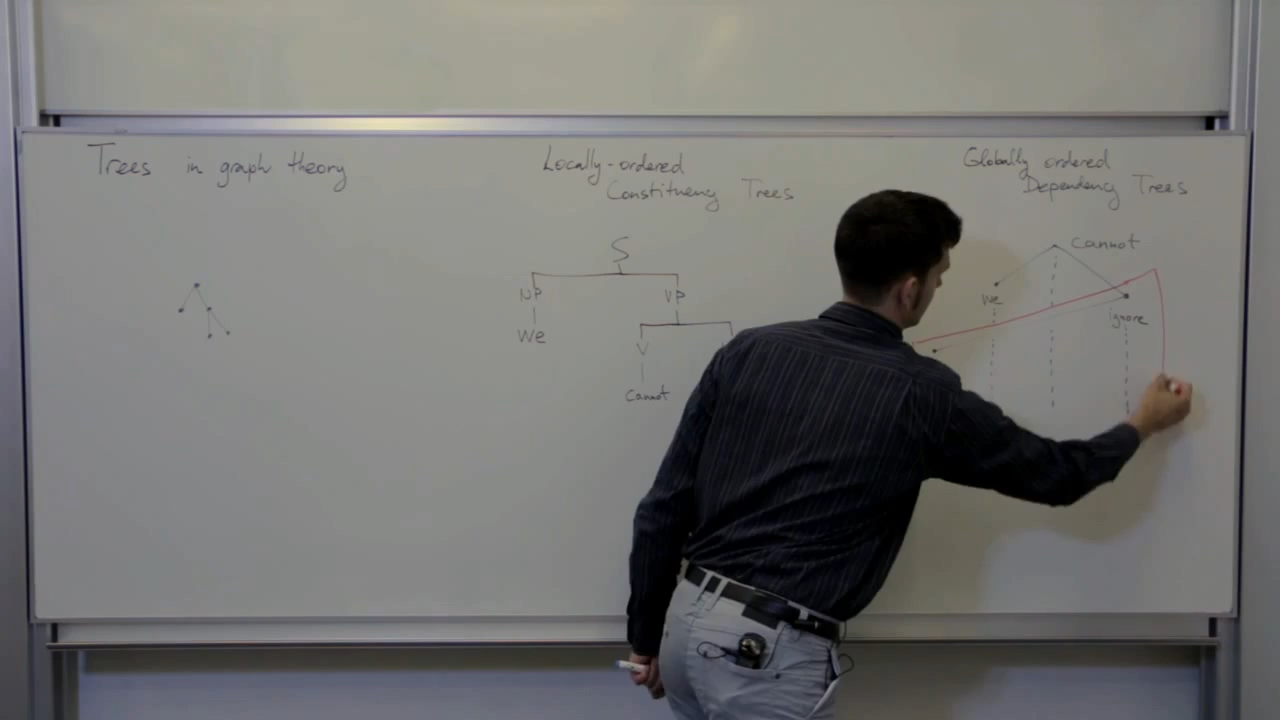 Trees in graph theory
Locally-ordered
Constituency Trees
S
NP
VP
We
V
Cannot
Globally ordered
Dependency Trees
Cannot
We
ignore